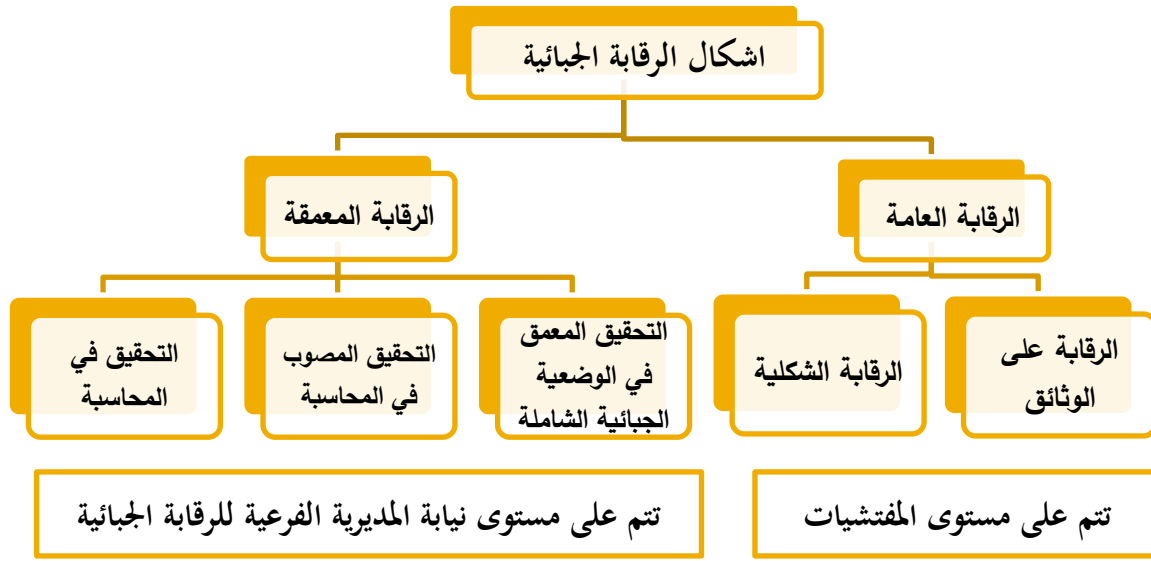 اشكال الرقابة الجبائية
الرقابة العامة
الرقابة المعمقة
الرقابة على
الوثائق
الرقابة الشكلية
التحقيق المعمق
في الوضعية
الجبائية الشاملة
التحقيق المصوب
في المحاسبة
التحقيق في
المحاسبة
تتم على مستوى المفتشيات
تتم على مستوى نيابة المديرية الفرعية للرقابة الجبائية